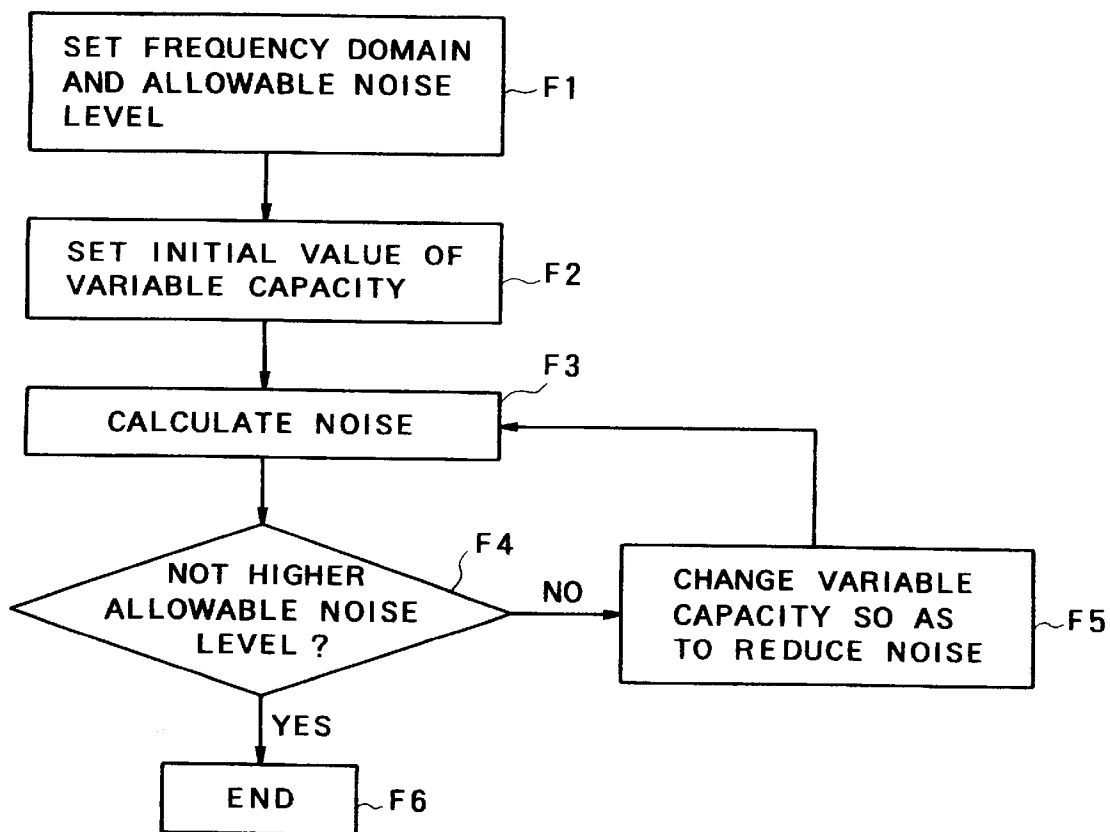 SET FREQUENCY DOMAIN
AND ALLOWABLE NOISE
LEVEL
F1
SET INITIAL VALUE OF
VARIABLE CAPACITY
F2
F3
CALCULATE NOISE
F4
NOT HIGHER
ALLOWABLE NOISE
LEVEL ?
NO
CHANGE VARIABLE
CAPACITY SO AS
TO REDUCE NOISE
F5
YES
END
F6